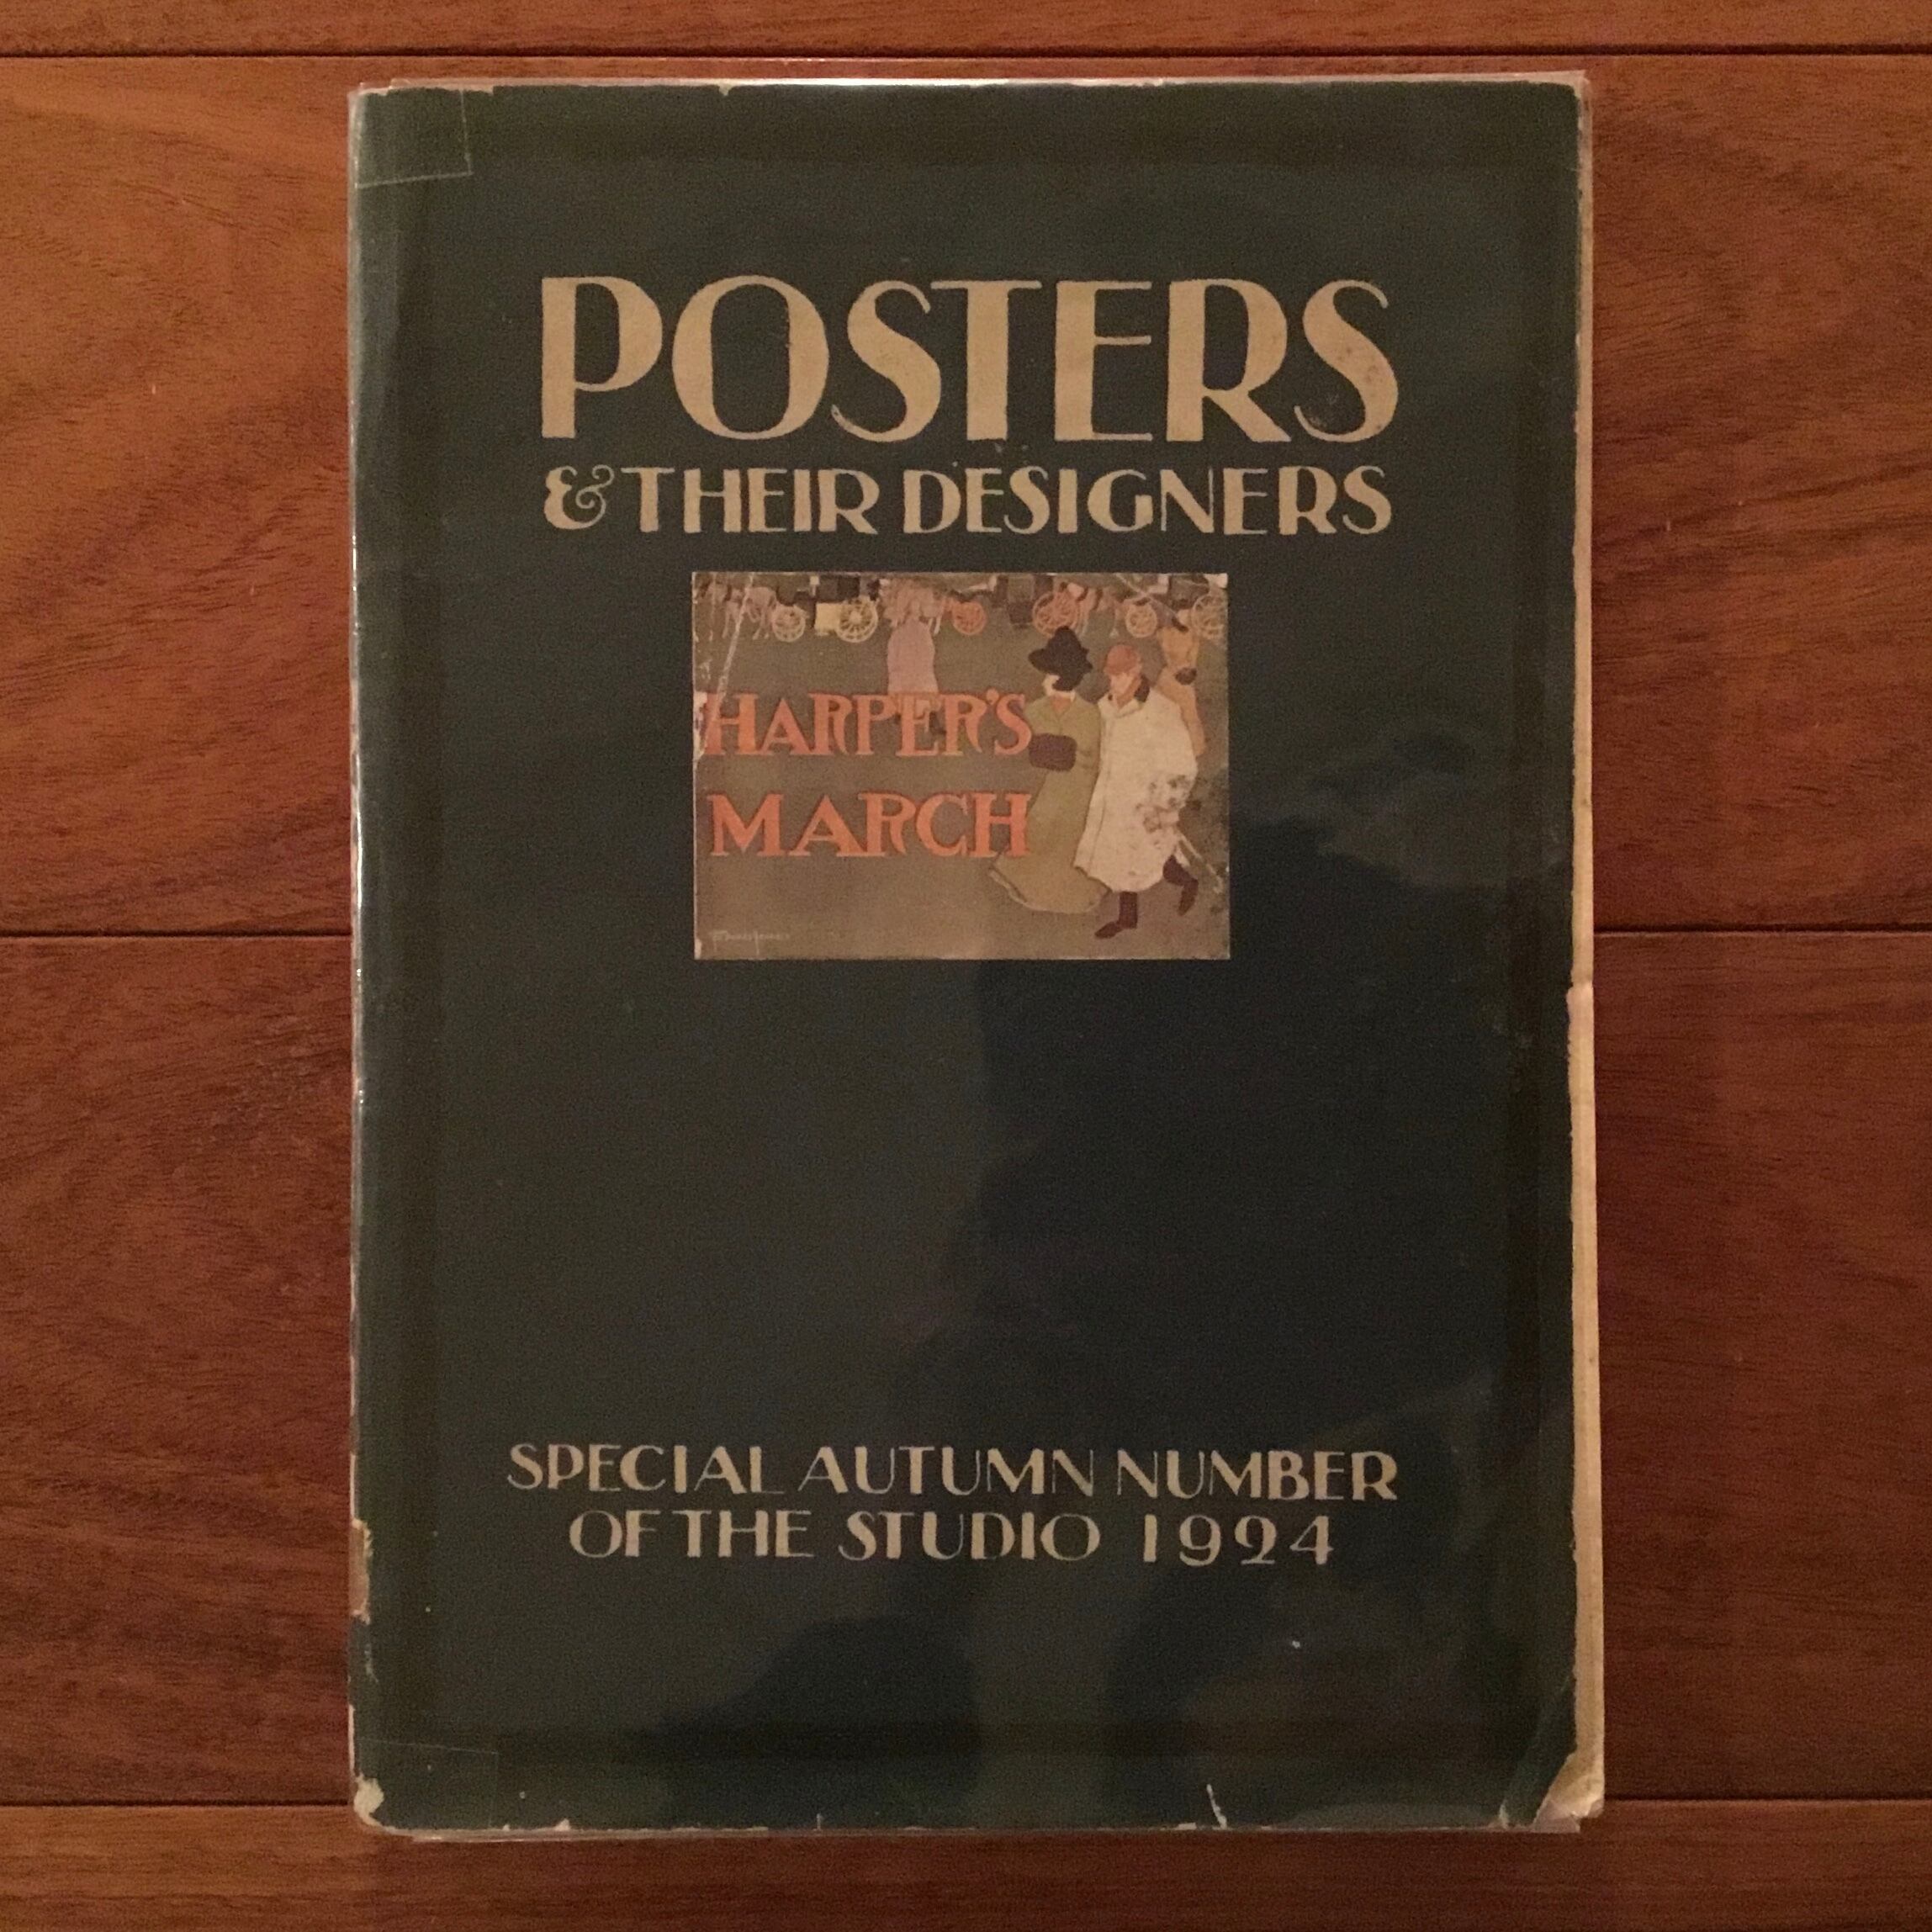 POSTERS
& THEIR DESIGNERS
HARPER'S
MARCH
SPECIAL AUTUMN NUMBER
OF THE STUDIO 1924